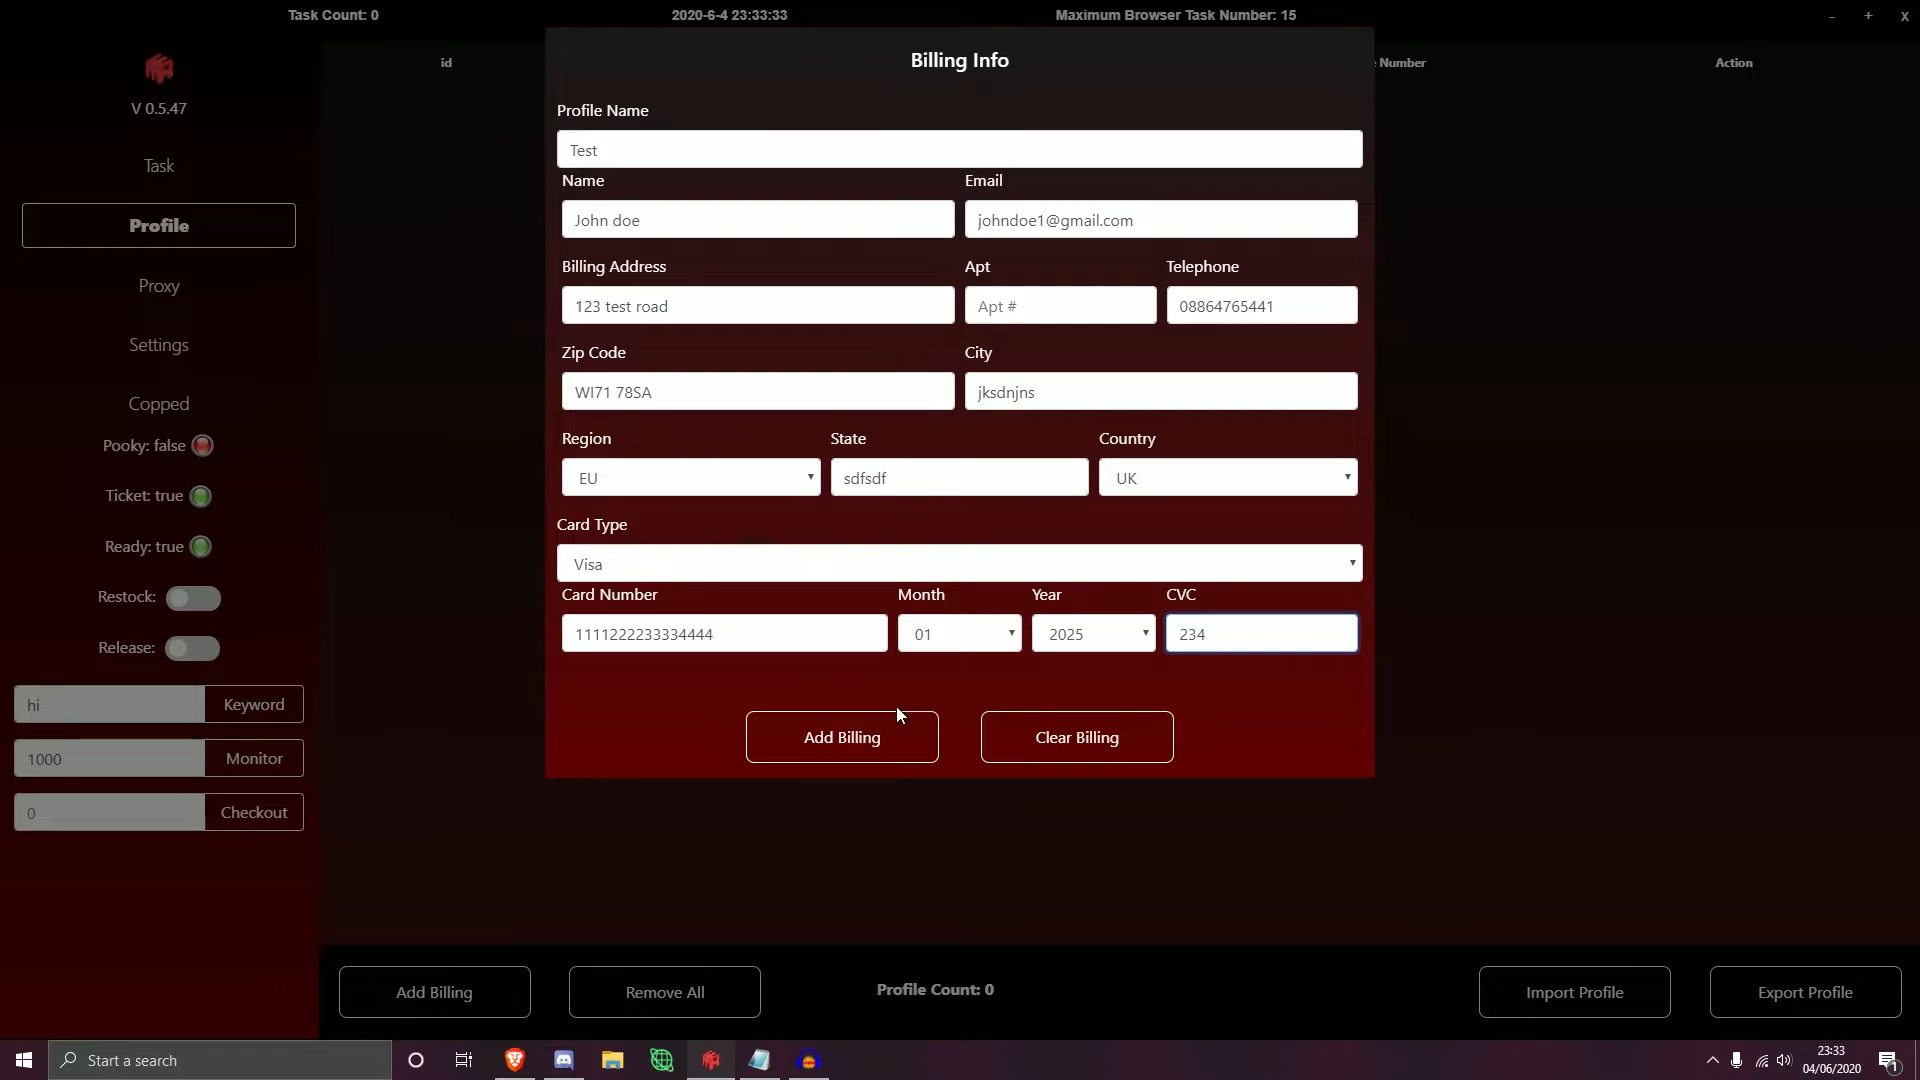 Task Count: 0
2020-6-4 23:33:33
Maximum Browser Task Number: 15
- + X
V 0.5.47
Task
Profile
Proxy
Settings
Copped
Pooky: false
Ticket: true
Ready: true
Restock:
Release:
hi Keyword
1000 Monitor
0 Checkout
id
Number
Action
Billing Info
Profile Name
Test
Name Email
John doe johndoe1@gmail.com
Billing Address Apt Telephone
123 test road Apt # 08864765441
Zip Code City
WI71 78SA jksdnjns
Region State Country
EU sdfsdf UK
Card Type
Visa
Card Number Month Year CVC
1111222233334444 01 2025 234
Add Billing Clear Billing
Add Billing Remove All Profile Count: 0 Import Profile Export Profile
Start a search
23:33
04/06/2020
1